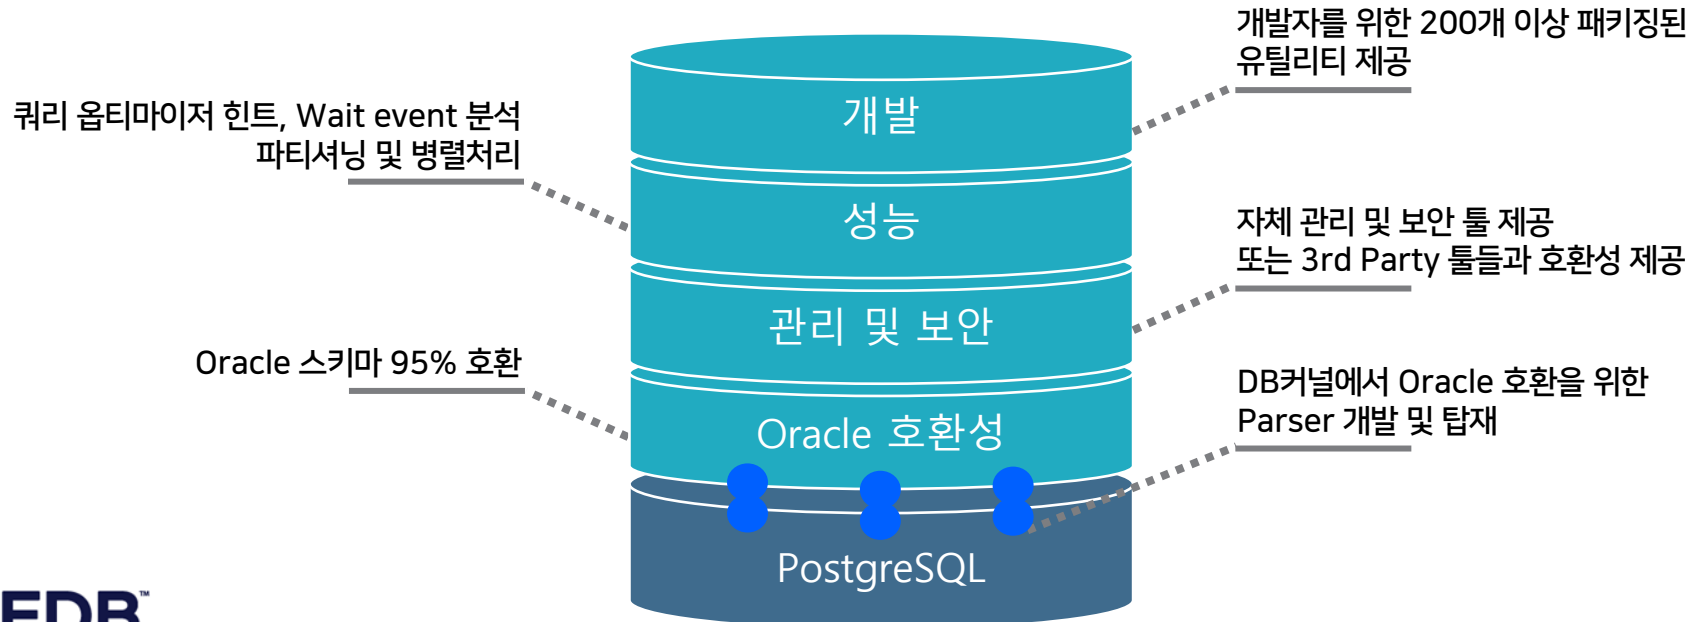 개발자를 위한 200개 이상 패키징된
유틸리티 제공
쿼리 옵티마이저 힌트, Wait event 분석
파티셔닝 및 병렬처리
개발
성능
자체 관리 및 보안 툴 제공
또는 3rd Party 툴들과 호환성 제공
관리 및 보안
Oracle 스키마 95% 호환
DB커널에서 Oracle 호환을 위한
Parser 개발 및 탑재
Oracle 호환성
PostgreSQL
EDB™